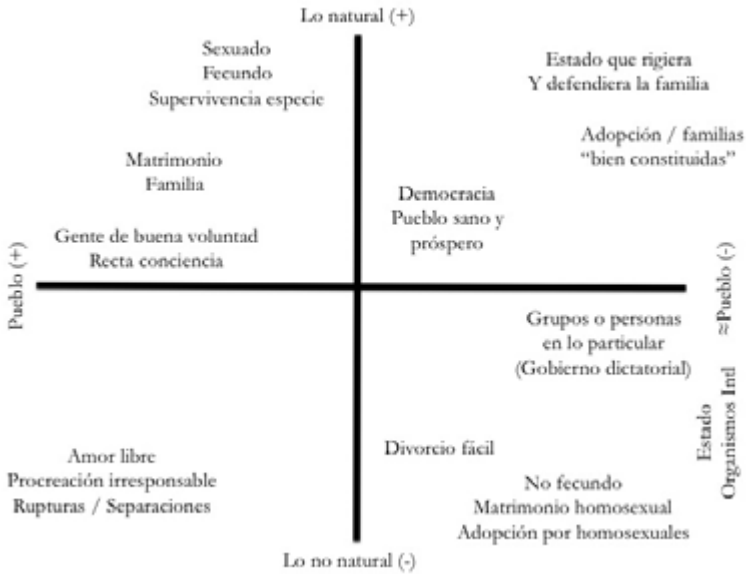 Lo natural (+)
Sexuado
Fecundo
Supervivencia especie
Matrimonio
Familia
Gente de buena voluntad
Recta conciencia
Estado que rigiera
Y defendiera la familia
Adopción / familias
“bien constituidas”
Democracia
Pueblo sano y
próspero
Pueblo (+)
≈Pueblo (-)
Estado
Organismos Intl
Grupos o personas
en lo particular
(Gobierno dictatorial)
Amor libre
Procreación irresponsable
Rupturas / Separaciones
Divorcio fácil
No fecundo
Matrimonio homosexual
Adopción por homosexuales
Lo no natural (-)